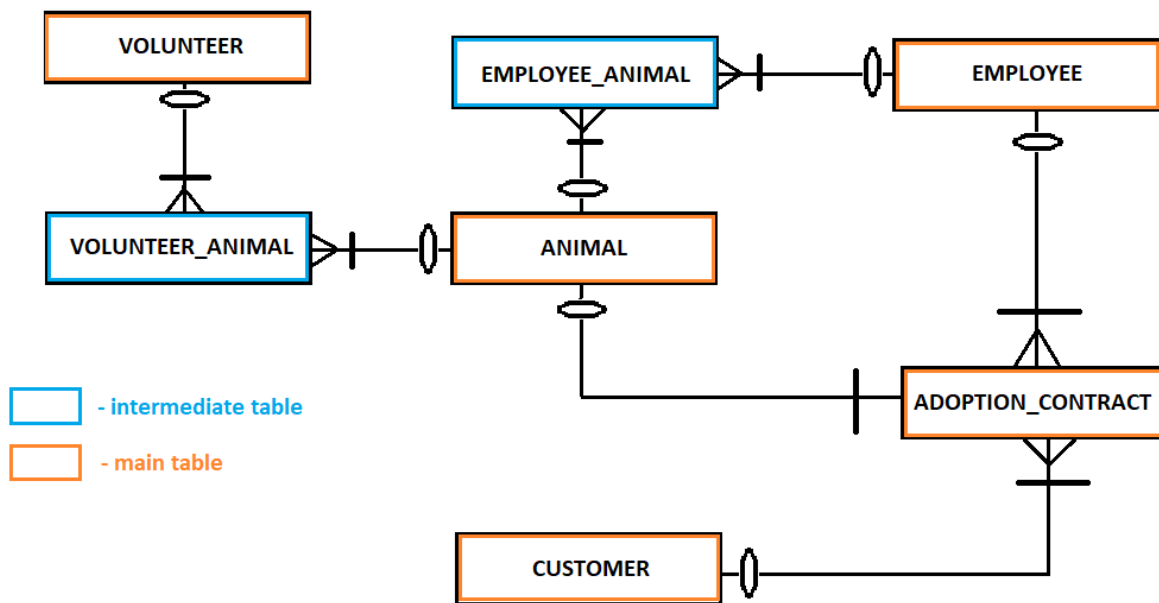 VOLUNTEER
EMPLOYEE_ANIMAL
EMPLOYEE
VOLUNTEER_ANIMAL
ANIMAL
- intermediate table
ADOPTION_CONTRACT
- main table
CUSTOMER